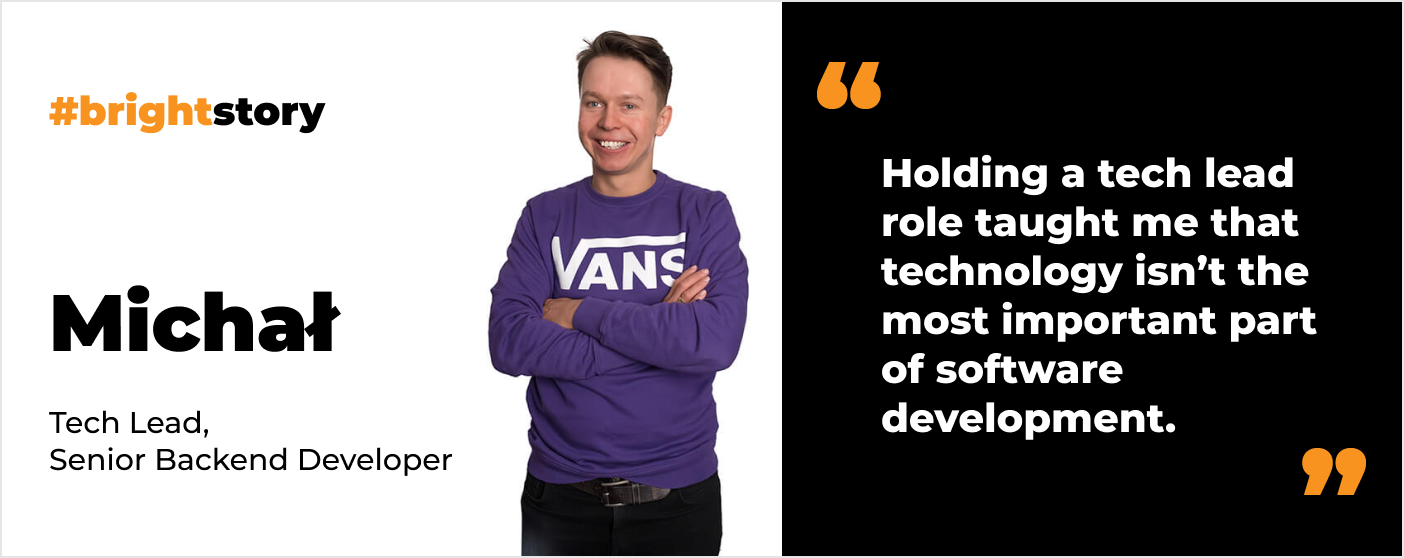 #brightstory
Michał
Tech Lead,
Senior Backend Developer
VANS
“
Holding a tech lead
role taught me that
technology isn’t the
most important part
of software
development.
”